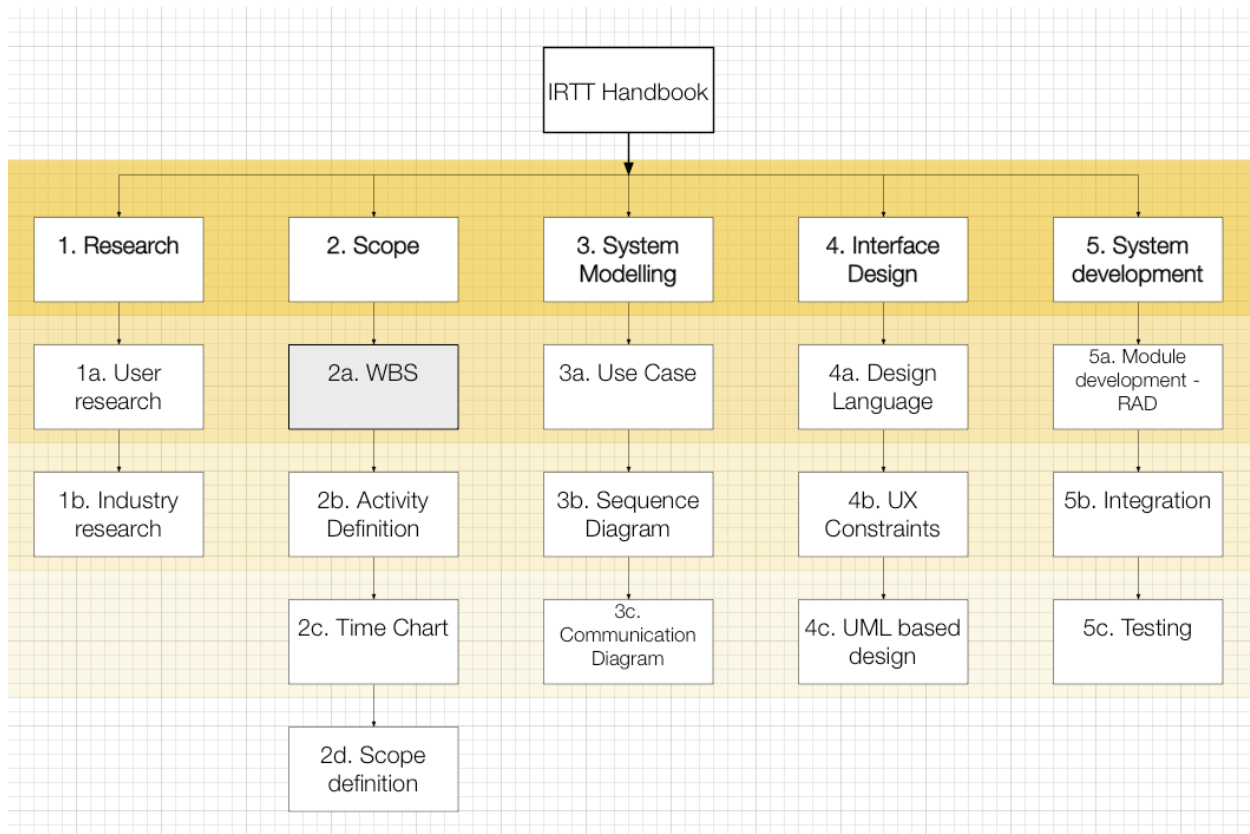 IRTT Handbook
1. Research
2. Scope
3. System
Modelling
4. Interface
Design
5. System
development
1a. User
research
2a. WBS
3a. Use Case
4a. Design
Language
5a. Module
development -
RAD
1b. Industry
research
2b. Activity
Definition
3b. Sequence
Diagram
4b. UX
Constraints
5b. Integration
2c. Time Chart
3c.
Communication
Diagram
4c. UML based
design
5c. Testing
2d. Scope
definition